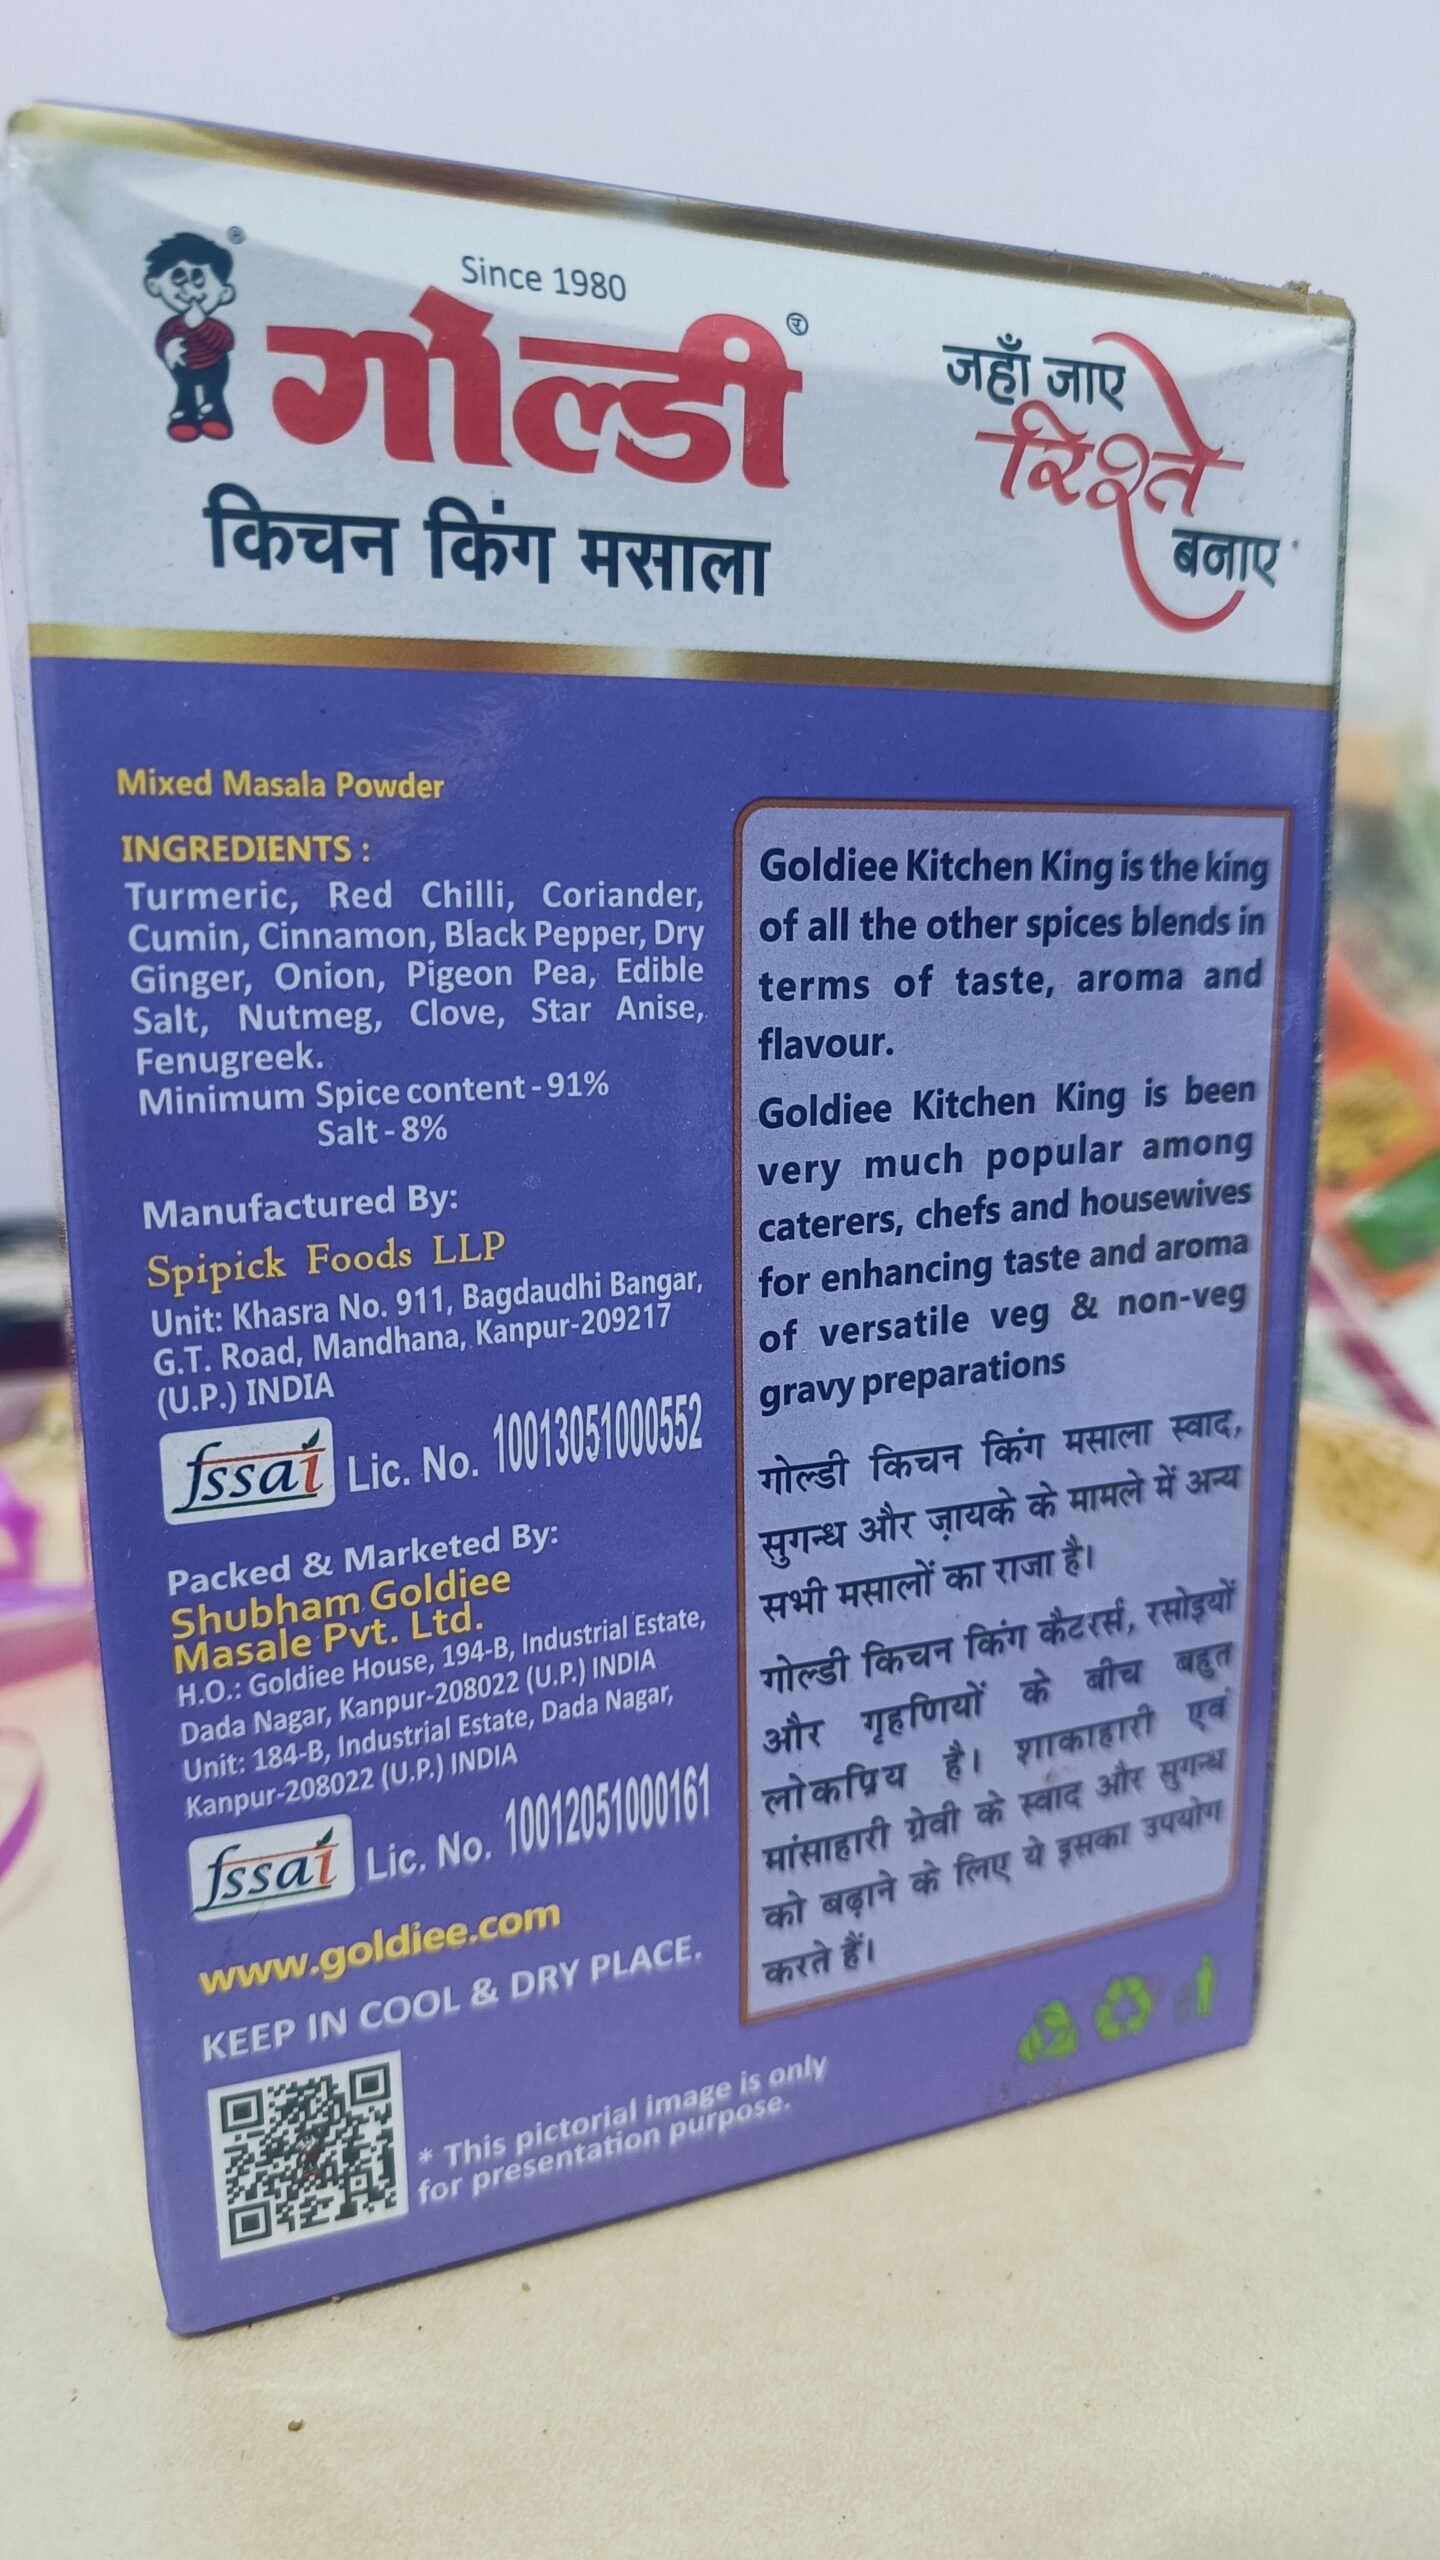 Since 1980
गोल्डी
किचन किंग मसाला
जहाँ जाए
रिश्ते
बनाए
Mixed Masala Powder
INGREDIENTS :
Turmeric, Red Chilli, Coriander,
Cumin, Cinnamon, Black Pepper, Dry
Ginger, Onion, Pigeon Pea, Edible
Salt, Nutmeg, Clove, Star Anise,
Fenugreek.
Minimum Spice content - 91%
Salt - 8%
Manufactured By:
Spipick Foods LLP
Unit: Khasra No. 911, Bagdaudhi Bangar,
G.T. Road, Mandhana, Kanpur-209217
(U.P.) INDIA
fssai Lic. No. 10013051000552
Packed & Marketed By:
Shubham Goldiee
Masale Pvt. Ltd.
H.O.: Goldiee House, 194-B, Industrial Estate,
Dada Nagar, Kanpur-208022 (U.P.) INDIA
Unit: 184-B, Industrial Estate, Dada Nagar,
Kanpur-208022 (U.P.) INDIA
fssai Lic. No. 10012051000161
www.goldiee.com
KEEP IN COOL & DRY PLACE.
* This pictorial image is only
for presentation purpose.
Goldiee Kitchen King is the king
of all the other spices blends in
terms of taste, aroma and
flavour.
Goldiee Kitchen King is been
very much popular among
caterers, chefs and housewives
for enhancing taste and aroma
of versatile veg & non-veg
gravy preparations
गोल्डी किचन किंग मसाला स्वाद,
सुगन्ध और ज़ायके के मामले में अन्य
सभी मसालों का राजा है।
गोल्डी किचन किंग कैटरर्स, रसोइयों
और गृहणियों के बीच बहुत
लोकप्रिय है। शाकाहारी एवं
मांसाहारी ग्रेवी के स्वाद और सुगन्ध
को बढ़ाने के लिए ये इसका उपयोग
करते हैं।